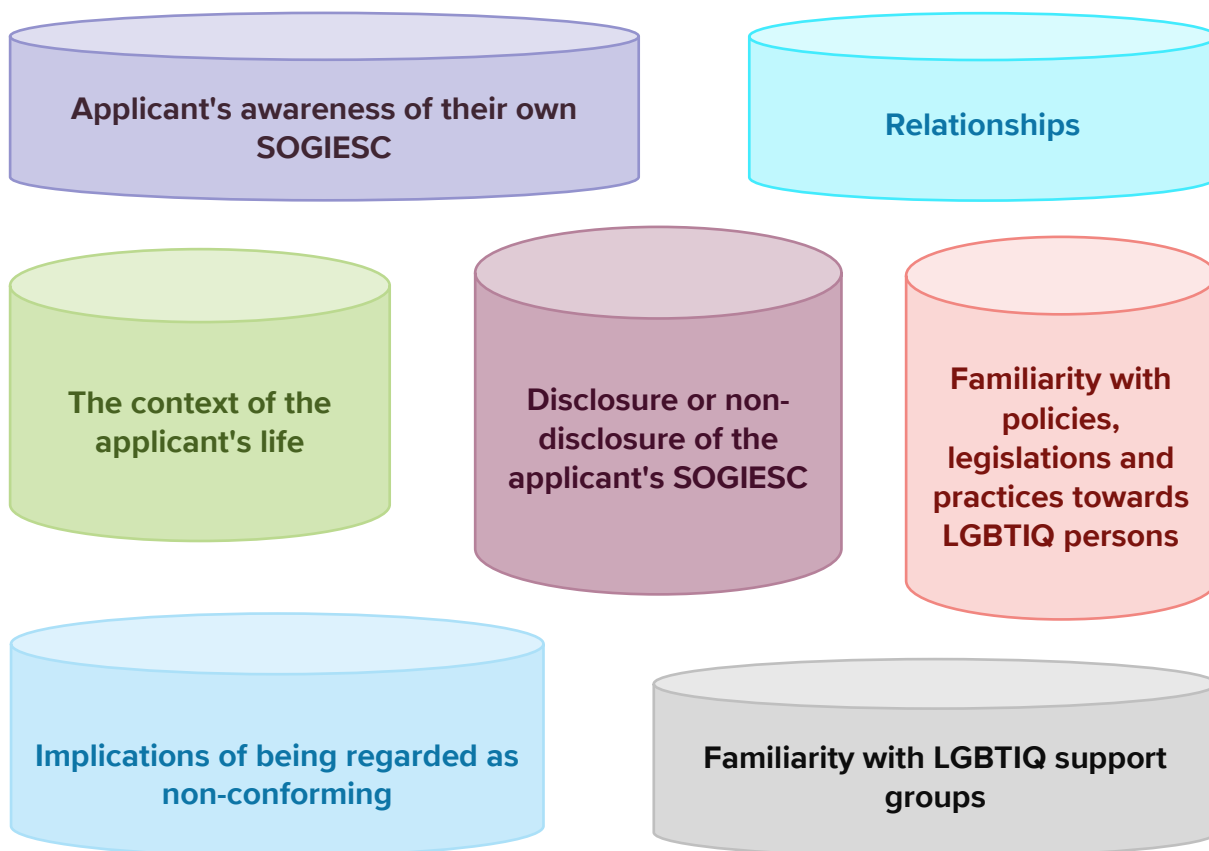 Applicant's awareness of their own
SOGIESC
Relationships
The context of the
applicant's life
Disclosure or non-
disclosure of the
applicant's SOGIESC
Familiarity with
policies,
legislations and
practices towards
LGBTIQ persons
Implications of being regarded as
non-conforming
Familiarity with LGBTIQ support
groups